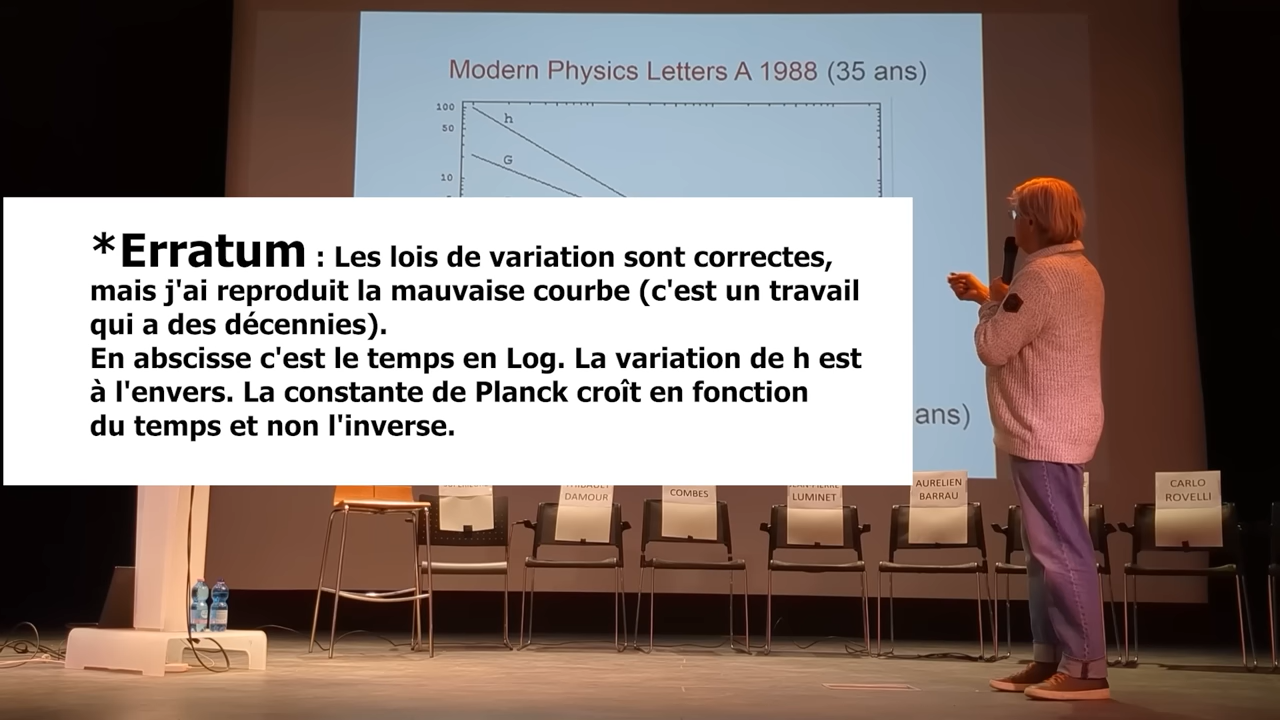 Modern Physics Letters A 1988 (35 ans)
100
h
50
G
10
*Erratum : Les lois de variation sont correctes,
mais j'ai reproduit la mauvaise courbe (c'est un travail
qui a des décennies).
En abscisse c'est le temps en Log. La variation de h est
à l'envers. La constante de Planck croît en fonction
du temps et non l'inverse.
ans)
THIBAULT
DAMOUR
COMBES
LUMINET
AURELIEN
BARRAU
CARLO
ROVELLI